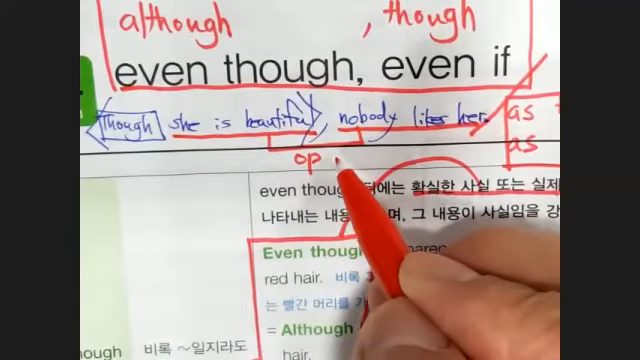 although , though
even though, even if
Though she is beautiful, nobody likes her.
as
as
op
even though 확실한 사실 또는 실제
나타내는 내용 며, 그 내용이 사실임을 강
Even though
red hair. 비록
는 빨간 머리를
= Although
비록 ~일지라도
hair.